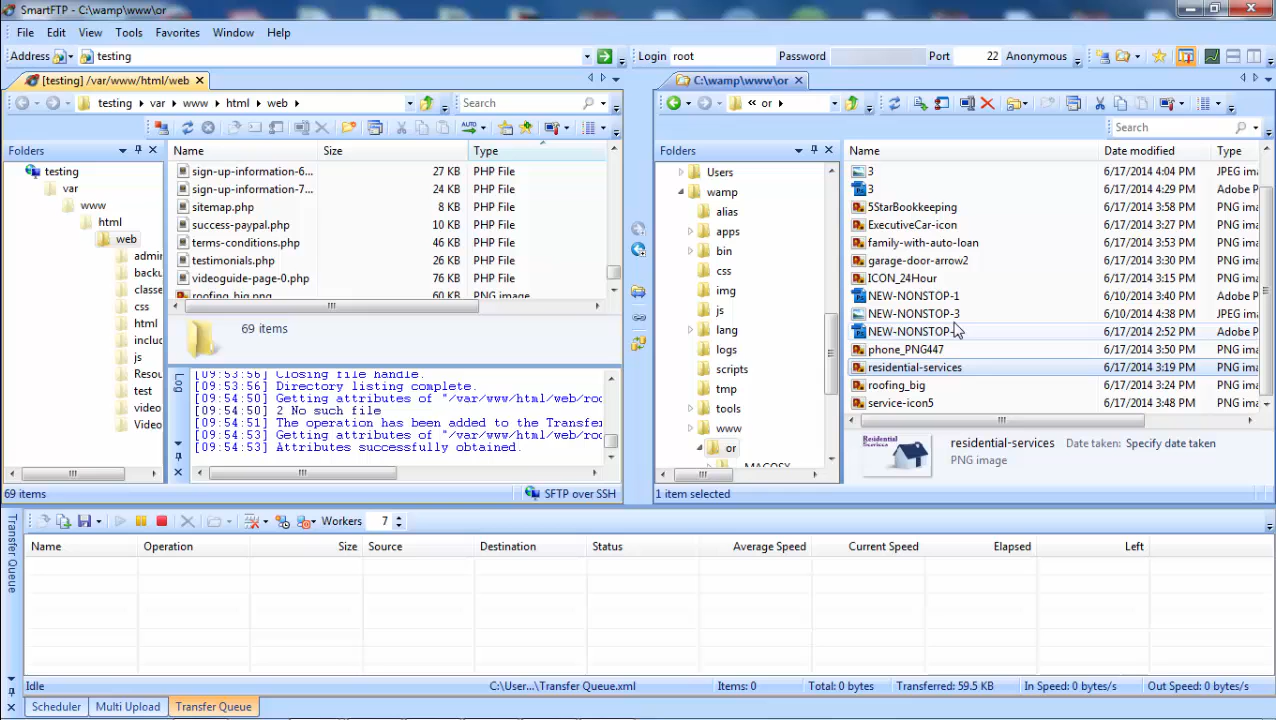 SmartFTP - C:\wamp\www\or
File Edit View Tools Favorites Window Help
Address testing Login root Password Port 22 Anonymous
[testing] /var/www/html/web
testing var www html web Search
AUTO
Folders
testing
var
www
html
web
admir
backu
classe
css
html
incluc
js
Resou
test
video
Video
Name Size Type
sign-up-information-6... 27 KB PHP File
sign-up-information-7... 24 KB PHP File
sitemap.php 8 KB PHP File
success-paypal.php 10 KB PHP File
terms-conditions.php 46 KB PHP File
testimonials.php 26 KB PHP File
videoguide-page-0.php 76 KB PHP File
roofing_big.png 60 KB PNG image
69 items
Log
[09:53:56] Closing file handle.
[09:53:56] Directory listing complete.
[09:54:50] Getting attributes of "/var/www/html/web/roo
[09:54:50] 2 No such file
[09:54:51] The operation has been added to the Transfer
[09:54:53] Getting attributes of "/var/www/html/web/roo
[09:54:53] Attributes successfully obtained.
69 items SFTP over SSH
C:\wamp\www\or
« or
Search
Folders
Users
wamp
alias
apps
bin
css
img
js
lang
logs
scripts
tmp
tools
www
or
MACOSX
Name Date modified Type
3 6/17/2014 4:04 PM JPEG ima
3 6/17/2014 4:29 PM Adobe P
5StarBookkeeping 6/17/2014 3:58 PM PNG ima
ExecutiveCar-icon 6/17/2014 3:27 PM PNG ima
family-with-auto-loan 6/17/2014 3:53 PM PNG ima
garage-door-arrow2 6/17/2014 3:30 PM PNG ima
ICON_24Hour 6/17/2014 3:15 PM PNG ima
NEW-NONSTOP-1 6/10/2014 3:40 PM Adobe P
NEW-NONSTOP-3 6/10/2014 4:38 PM JPEG ima
NEW-NONSTOP- 6/10/2014 2:52 PM Adobe P
phone_PNG447 6/17/2014 3:50 PM PNG ima
residential-services 6/17/2014 3:19 PM PNG ima
roofing_big 6/17/2014 3:24 PM PNG ima
service-icon5 6/17/2014 3:48 PM PNG ima
Residential
Services
residential-services Date taken: Specify date taken
PNG image
1 item selected
Transfer Queue
Workers 7
Name Operation Size Source Destination Status Average Speed Current Speed Elapsed Left
Idle C:\User...\Transfer Queue.xml Items: 0 Total: 0 bytes Transferred: 59.5 KB In Speed: 0 bytes/s Out Speed: 0 bytes/s
Scheduler Multi Upload Transfer Queue